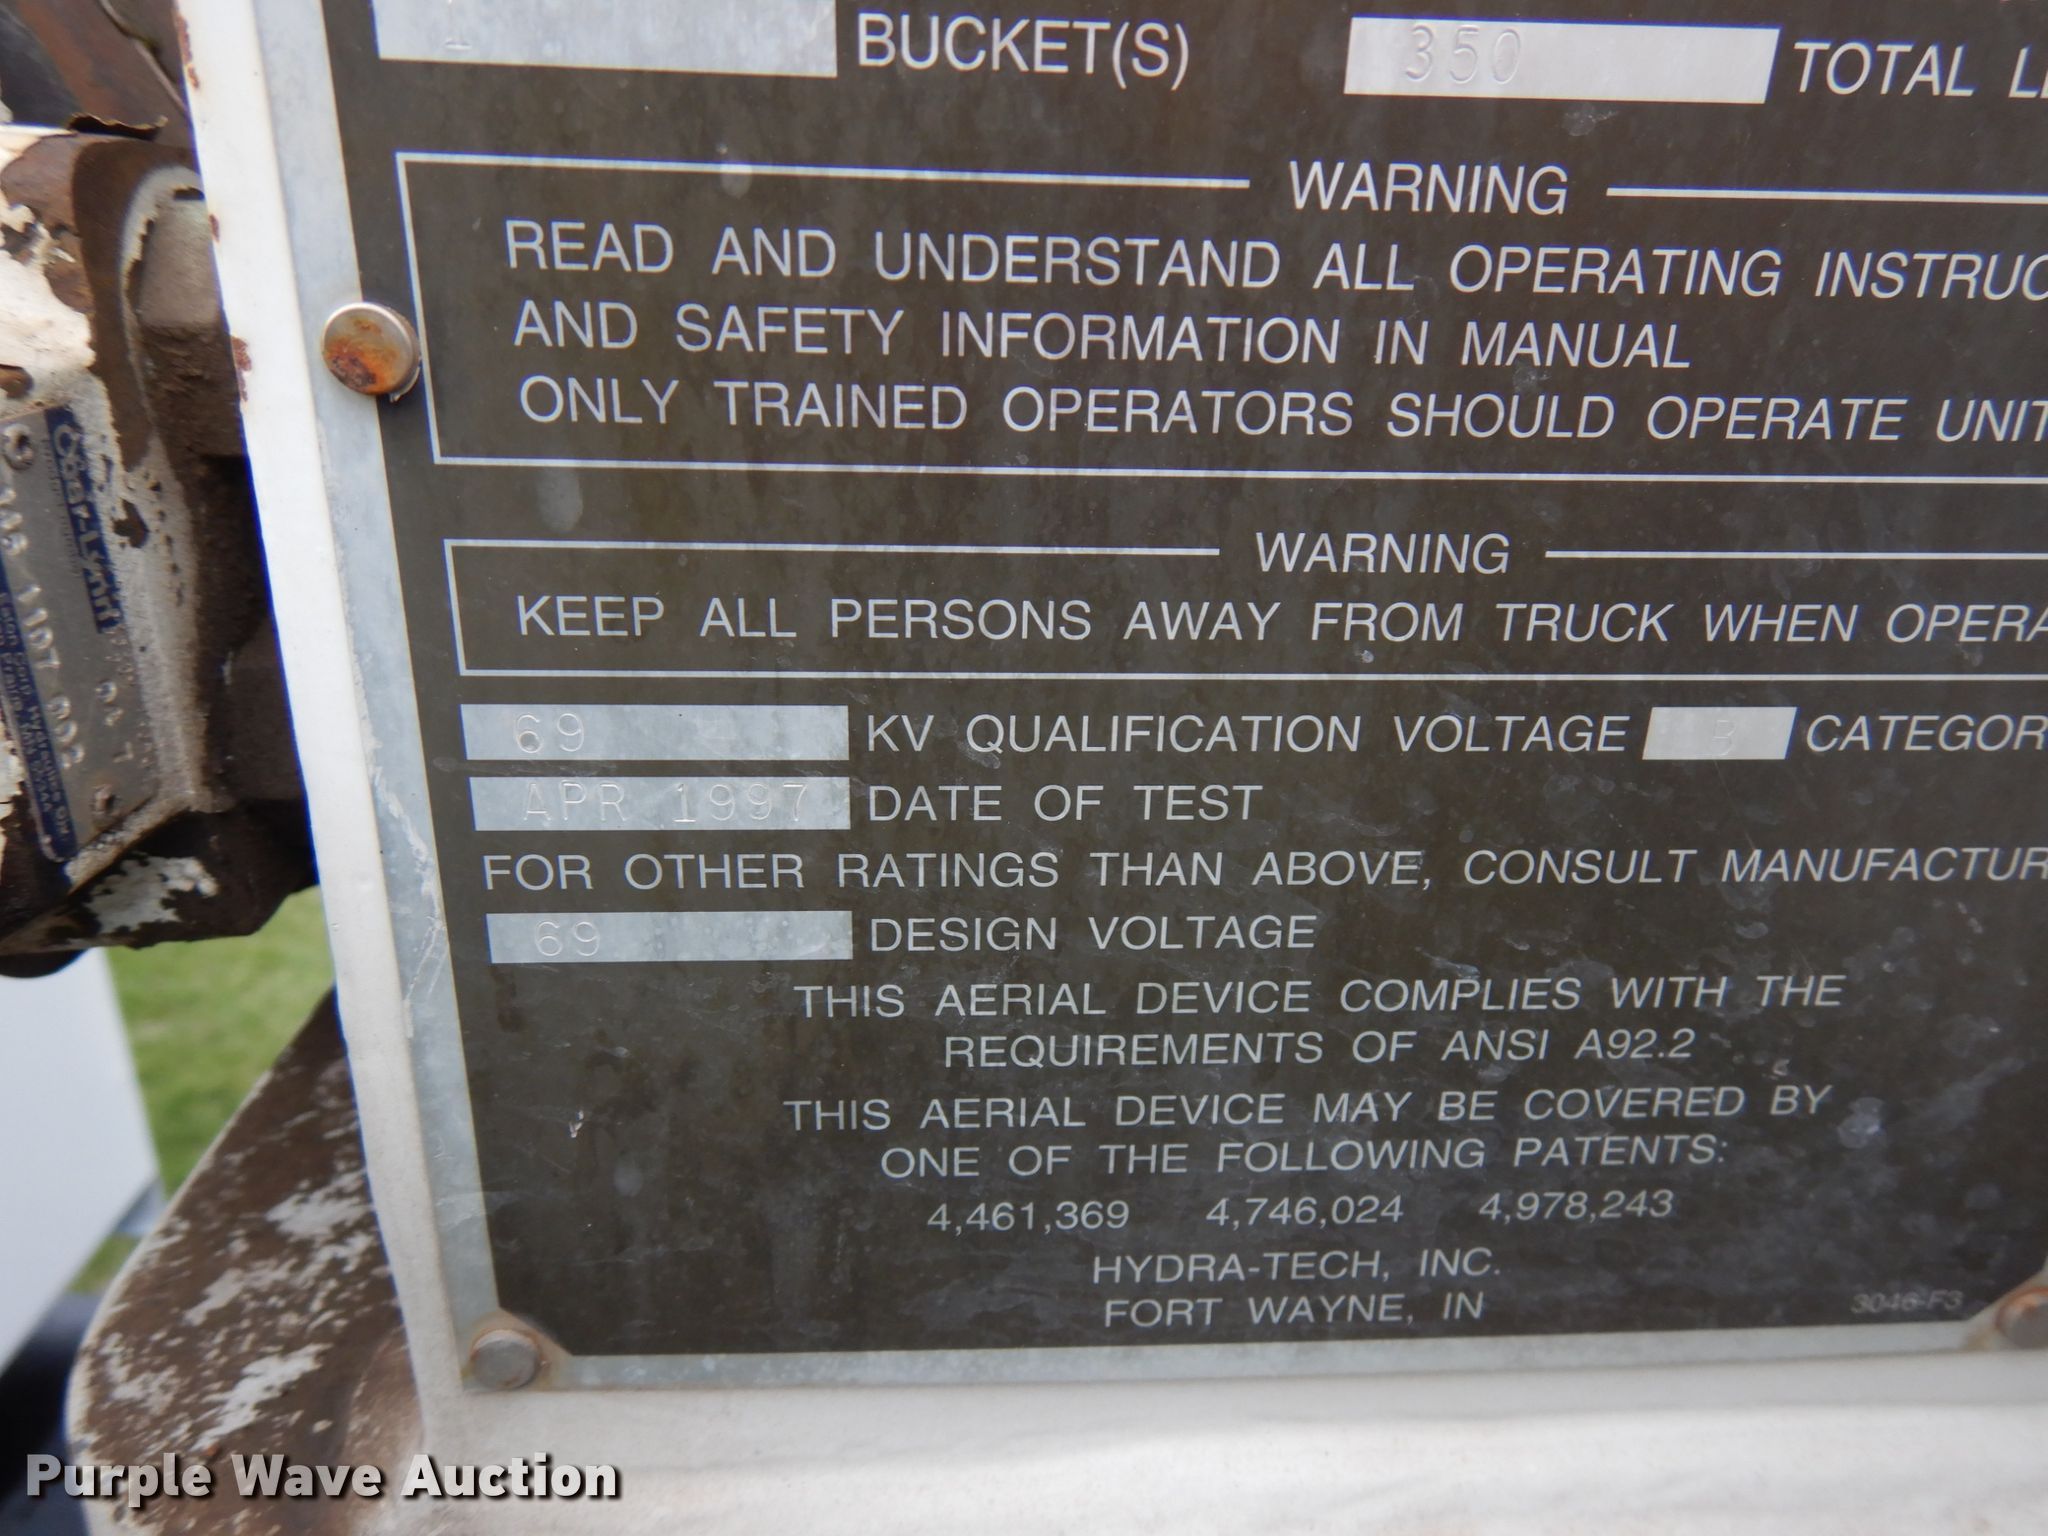 1 BUCKET(S) 350 TOTAL
WARNING
READ AND UNDERSTAND ALL OPERATING INSTRUC
AND SAFETY INFORMATION IN MANUAL
ONLY TRAINED OPERATORS SHOULD OPERATE UNIT
WARNING
KEEP ALL PERSONS AWAY FROM TRUCK WHEN OPERA
69 KV QUALIFICATION VOLTAGE B CATEGOR
APR 1997 DATE OF TEST
FOR OTHER RATINGS THAN ABOVE, CONSULT MANUFACTUR
69 DESIGN VOLTAGE
THIS AERIAL DEVICE COMPLIES WITH THE
REQUIREMENTS OF ANSI A92.2
THIS AERIAL DEVICE MAY BE COVERED BY
ONE OF THE FOLLOWING PATENTS:
4,461,369 4,746,024 4,978,243
HYDRA-TECH, INC.
FORT WAYNE, IN
3046-F3
Purple Wave Auction